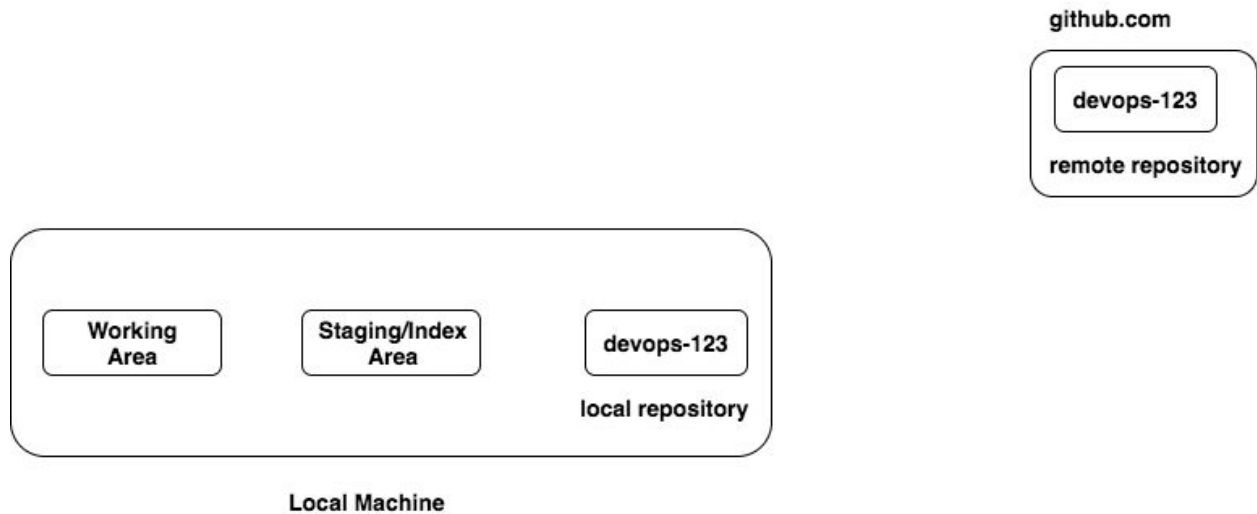 github.com
devops-123
remote repository
Working
Area
Staging/Index
Area
devops-123
local repository
Local Machine